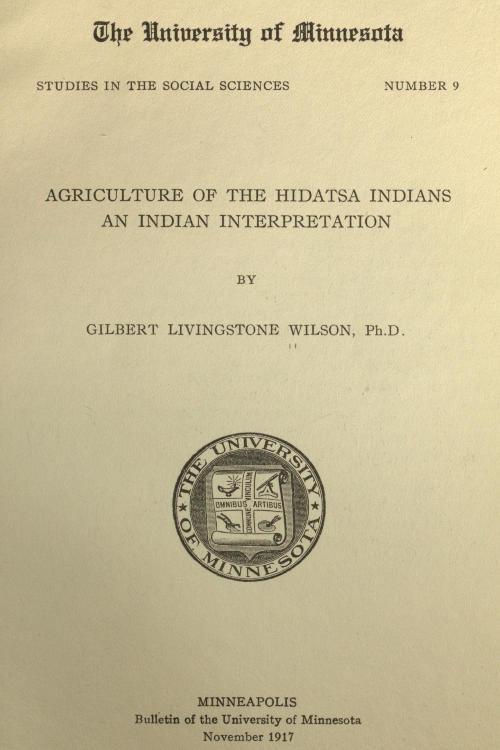 The University of Minnesota
STUDIES IN THE SOCIAL SCIENCES NUMBER 9
AGRICULTURE OF THE HIDATSA INDIANS
AN INDIAN INTERPRETATION
BY
GILBERT LIVINGSTONE WILSON, Ph.D.
THE UNIVERSITY
OMNIBUS ARTIBUS
COMMUNE VINCULUM
OF MINNESOTA
MINNEAPOLIS
Bulletin of the University of Minnesota
November 1917